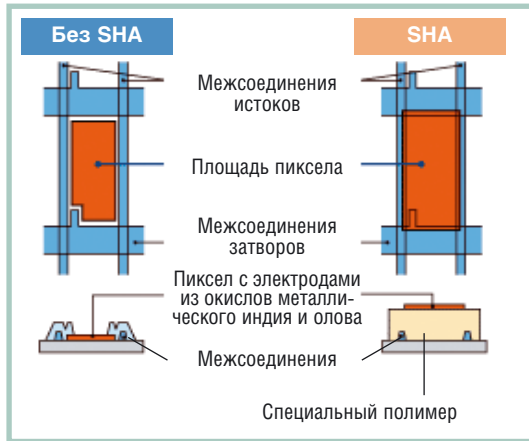 Без SHA
SHA
Межсоединения
истоков
Площадь пиксела
Межсоединения
затворов
Пиксел с электродами
из окислов металли-
ческого индия и олова
Межсоединения
Специальный полимер